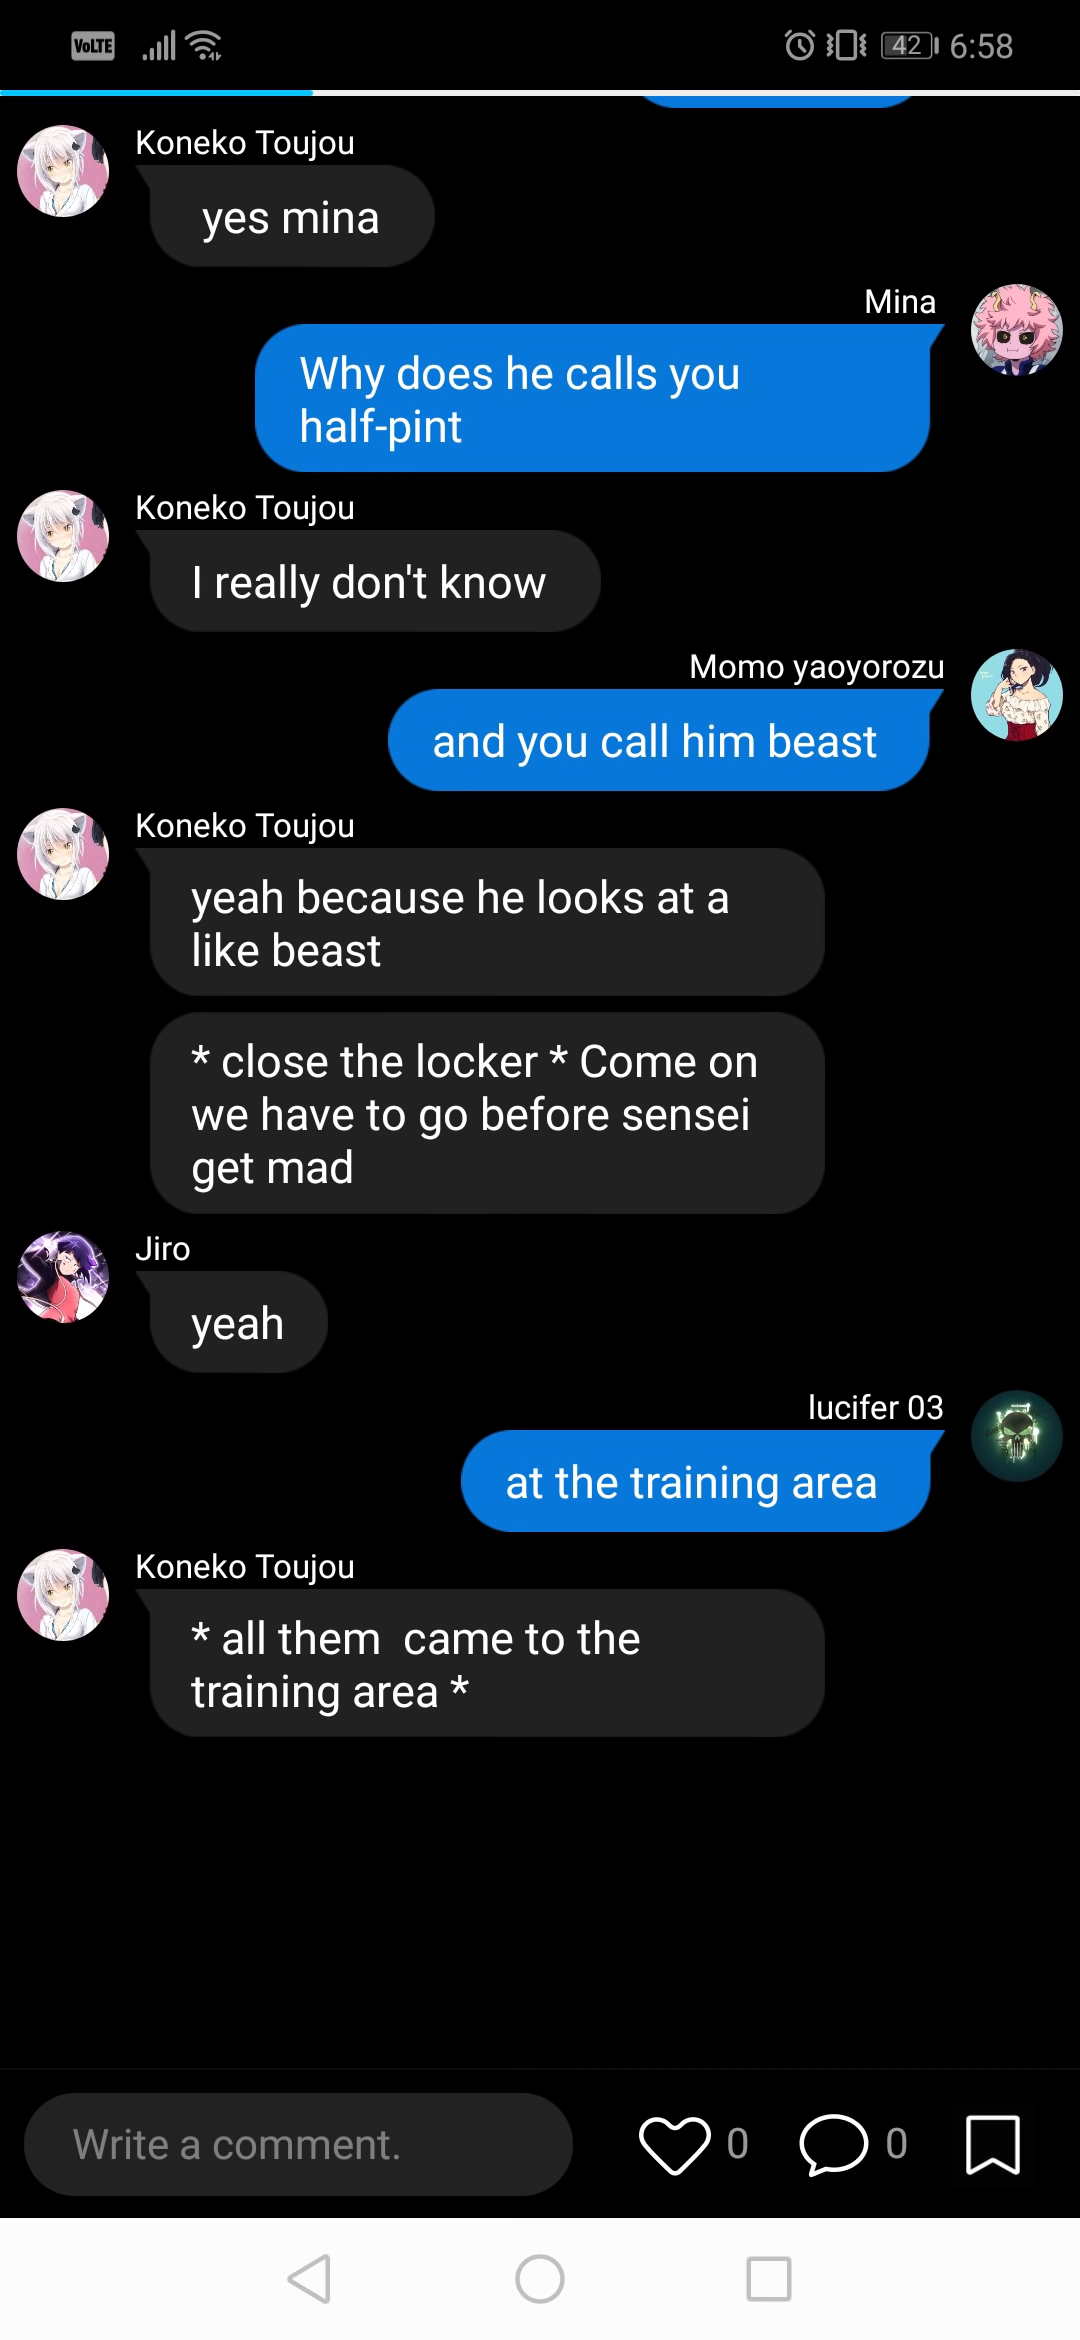 VoLTE 42 6:58
Koneko Toujou
yes mina
Mina
Why does he calls you
half-pint
Koneko Toujou
I really don't know
Momo yaoyorozu
and you call him beast
Koneko Toujou
yeah because he looks at a
like beast
* close the locker * Come on
we have to go before sensei
get mad
Jiro
yeah
lucifer 03
at the training area
Koneko Toujou
* all them  came to the
training area *
Write a comment. 0 0